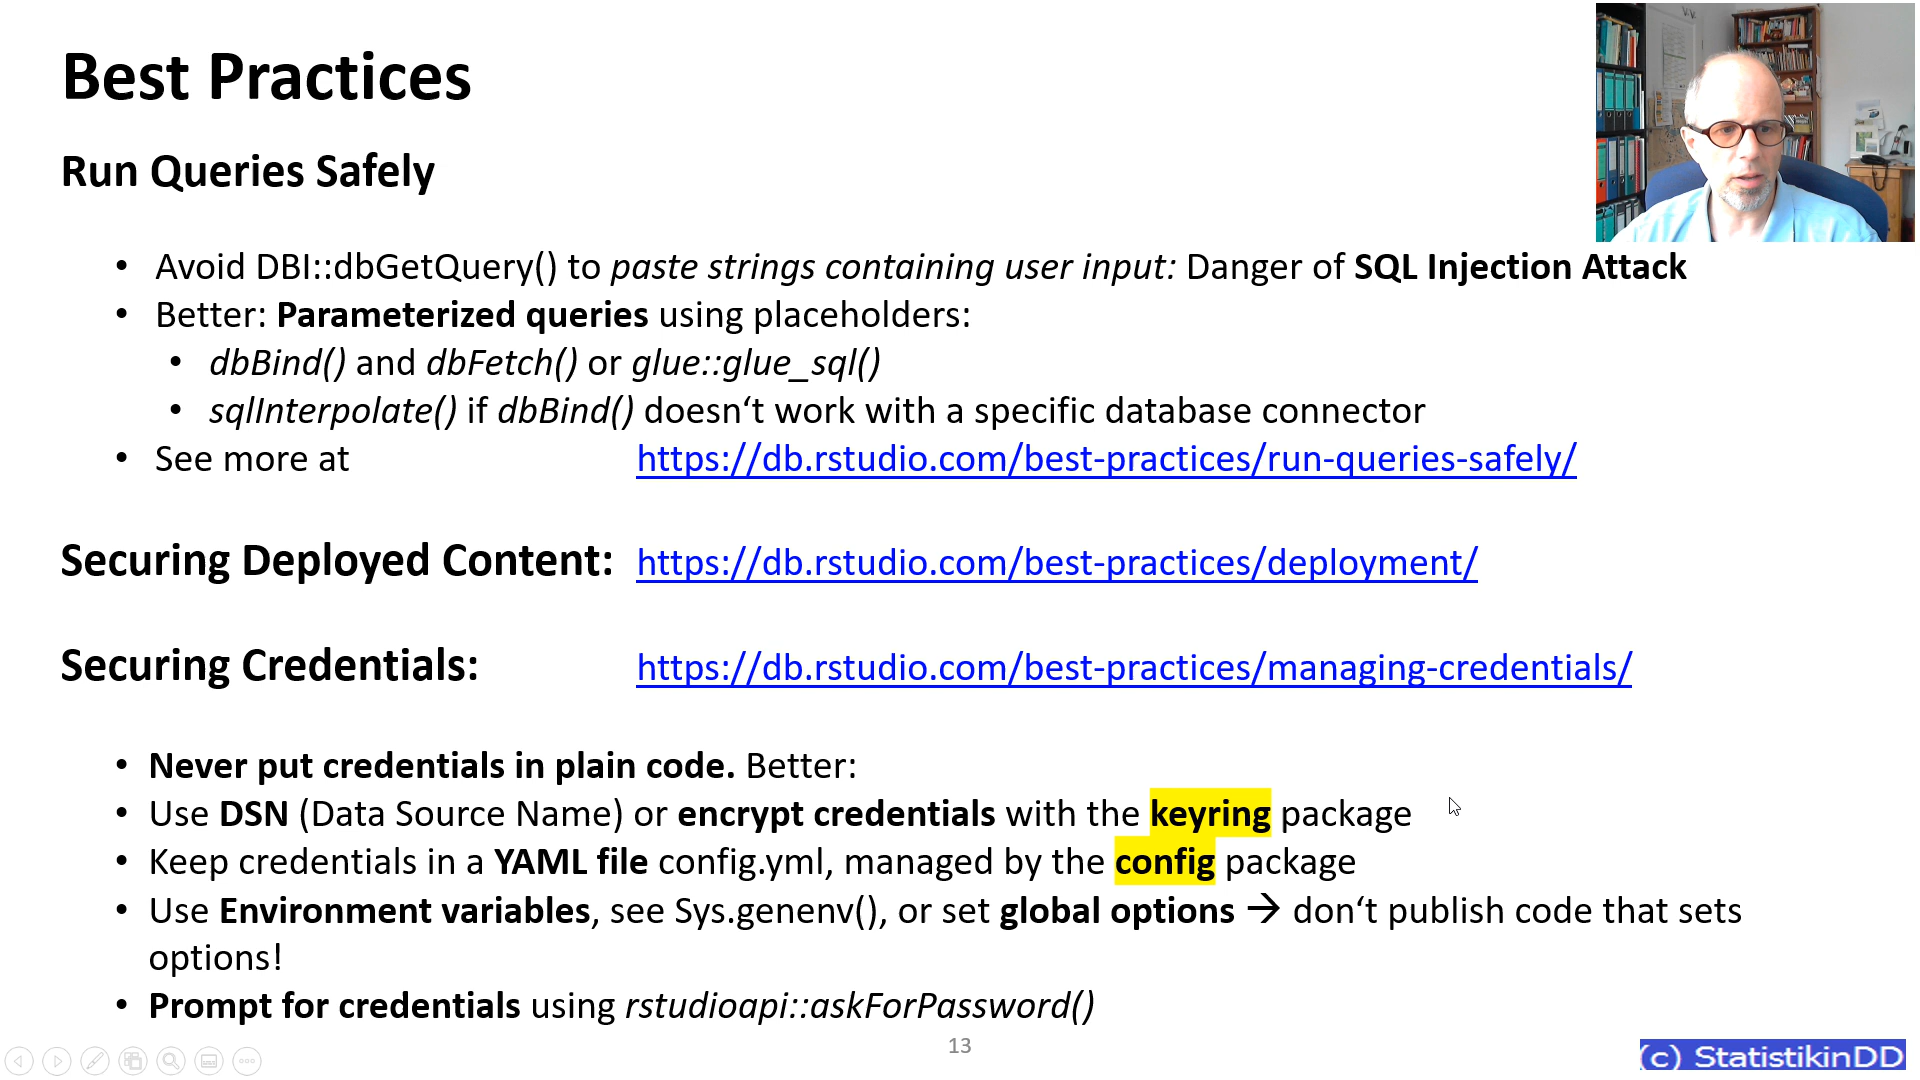 Best Practices
Run Queries Safely
• Avoid DBI::dbGetQuery() to paste strings containing user input: Danger of SQL Injection Attack
• Better: Parameterized queries using placeholders:
• dbBind() and dbFetch() or glue::glue_sql()
• sqlInterpolate() if dbBind() doesn‘t work with a specific database connector
• See more at https://db.rstudio.com/best-practices/run-queries-safely/
Securing Deployed Content: https://db.rstudio.com/best-practices/deployment/
Securing Credentials: https://db.rstudio.com/best-practices/managing-credentials/
• Never put credentials in plain code. Better:
• Use DSN (Data Source Name) or encrypt credentials with the keyring package
• Keep credentials in a YAML file config.yml, managed by the config package
• Use Environment variables, see Sys.genenv(), or set global options → don‘t publish code that sets
options!
• Prompt for credentials using rstudioapi::askForPassword()
13
(c) StatistikinDD